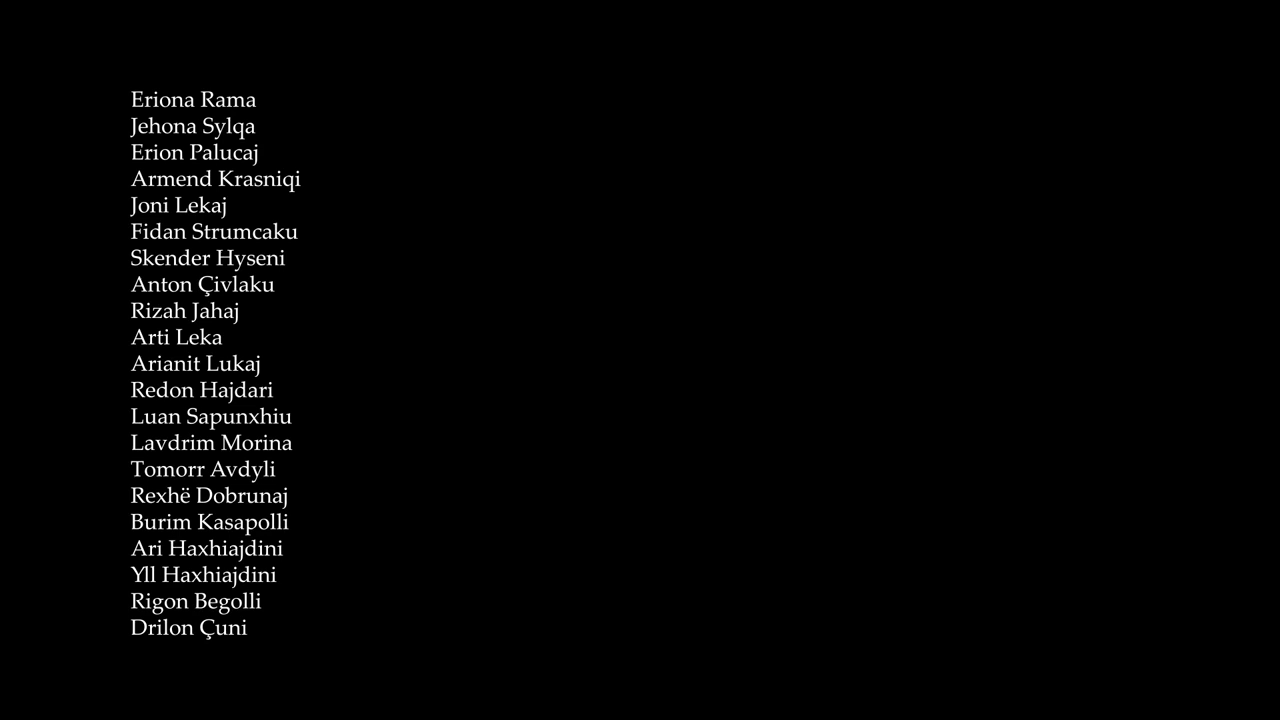 Eriona Rama
Jehona Sylqa
Erion Palucaj
Armend Krasniqi
Joni Lekaj
Fidan Strumcaku
Skender Hyseni
Anton Çivlaku
Rizah Jahaj
Arti Leka
Arianit Lukaj
Redon Hajdari
Luan Sapunxhiu
Lavdrim Morina
Tomorr Avdyli
Rexhë Dobrunaj
Burim Kasapolli
Ari Haxhiajdini
Yll Haxhiajdini
Rigon Begolli
Drilon Çuni